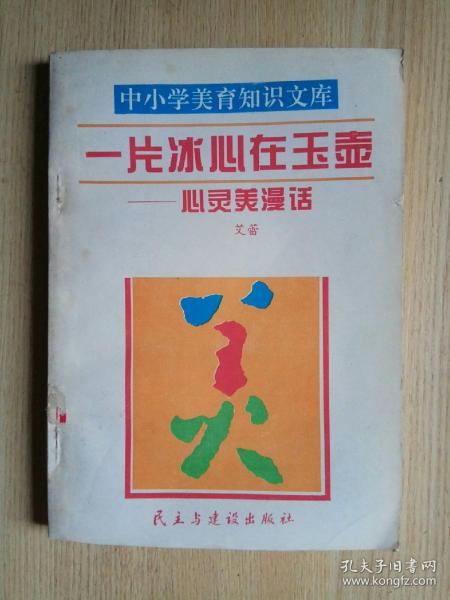 中小学美育知识文库
一片冰心在玉壶
——心灵美漫话
艾蕾
美
民主与建设出版社
孔夫子旧书网
www.kongfz.com